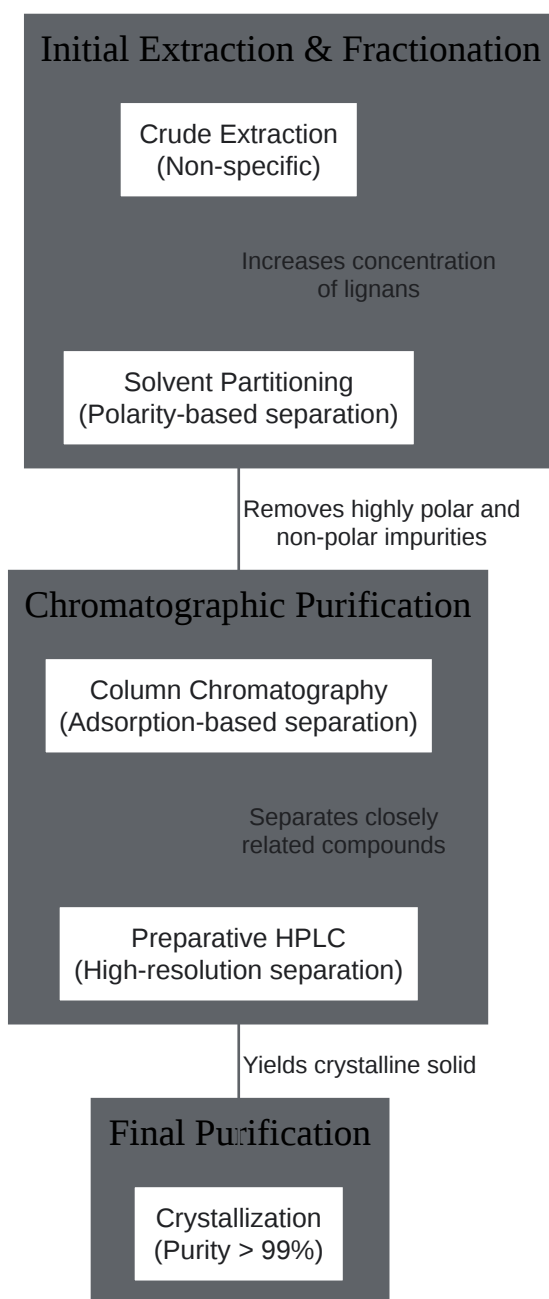 Initial Extraction & Fractionation
Crude Extraction
(Non-specific)
Increases concentration
of lignans
Solvent Partitioning
(Polarity-based separation)
Removes highly polar and
non-polar impurities
Chromatographic Purification
Column Chromatography
(Adsorption-based separation)
Separates closely
related compounds
Preparative HPLC
(High-resolution separation)
Yields crystalline solid
Final Purification
Crystallization
(Purity > 99%)